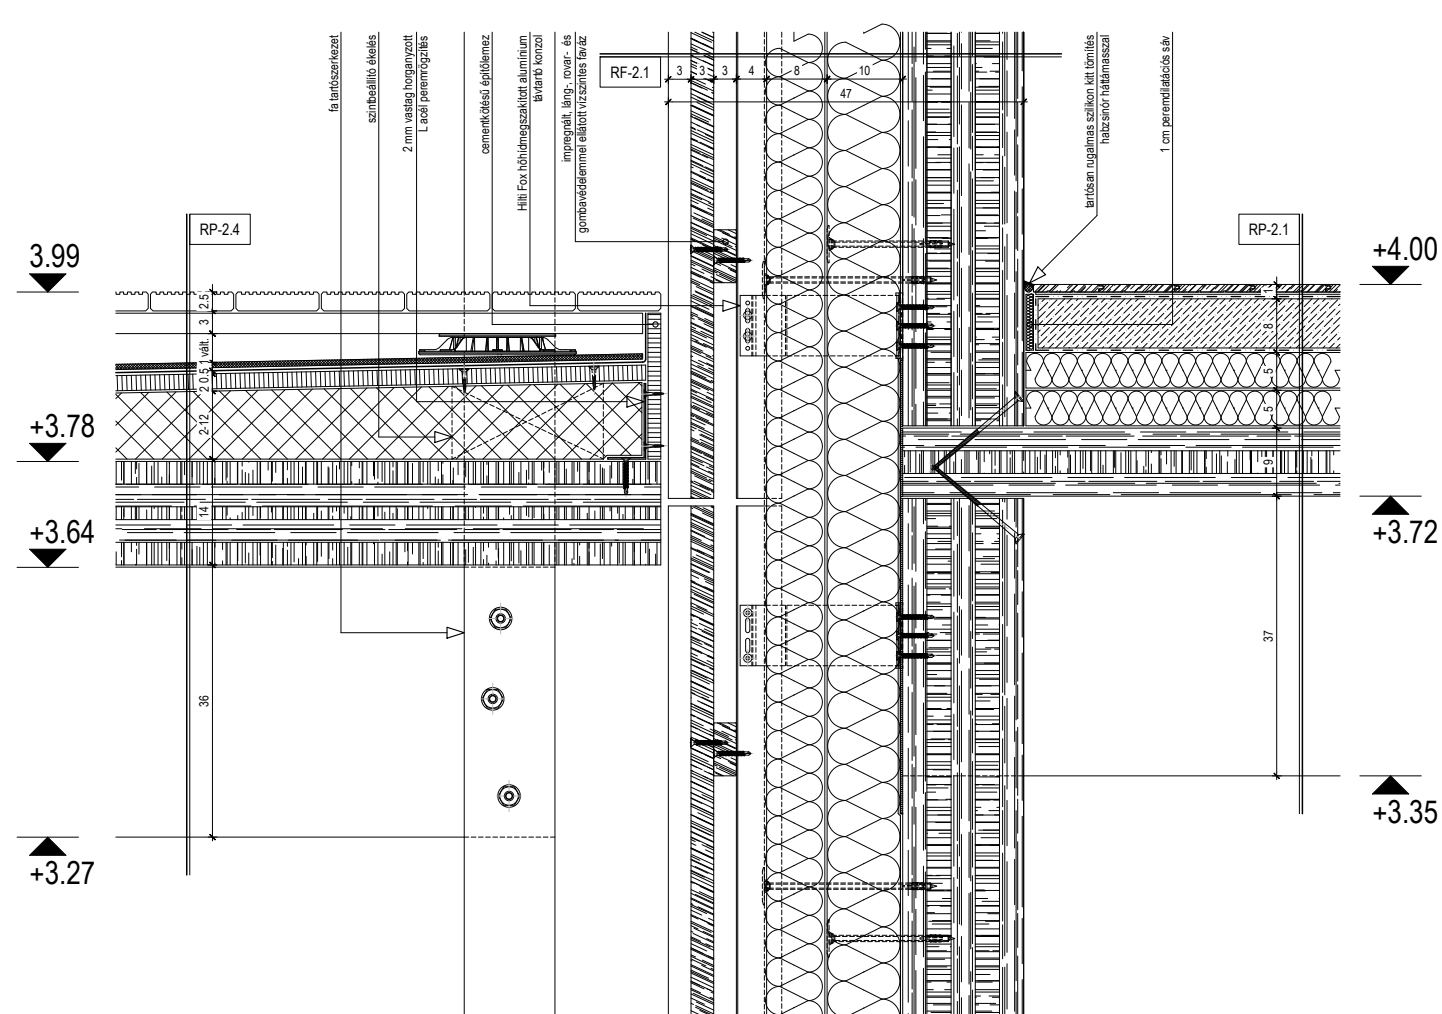 fa tartószerkezet
szintbeállító ékelés
2 mm vastag horganyzott
L acél peremrögzítés
cementkötésű építőlemez
Hilti Fox hőhídmegszakított alumínium
távtartó konzol
impregnált, láng-, rovar- és
gombavédelemmel ellátott vízszintes faváz
RF-2.1
3
3
3
4
8
10
47
tartósan rugalmas szilikon kitt tömítés
habzsinór háttámasszal
1 cm peremdilatációs sáv
RP-2.4
RP-2.1
3.99
+3.78
+3.64
+3.27
2.5
3
1 vált.
0.5
2
2-12
14
36
+4.00
+3.72
+3.35
1
8
5
5
9
37